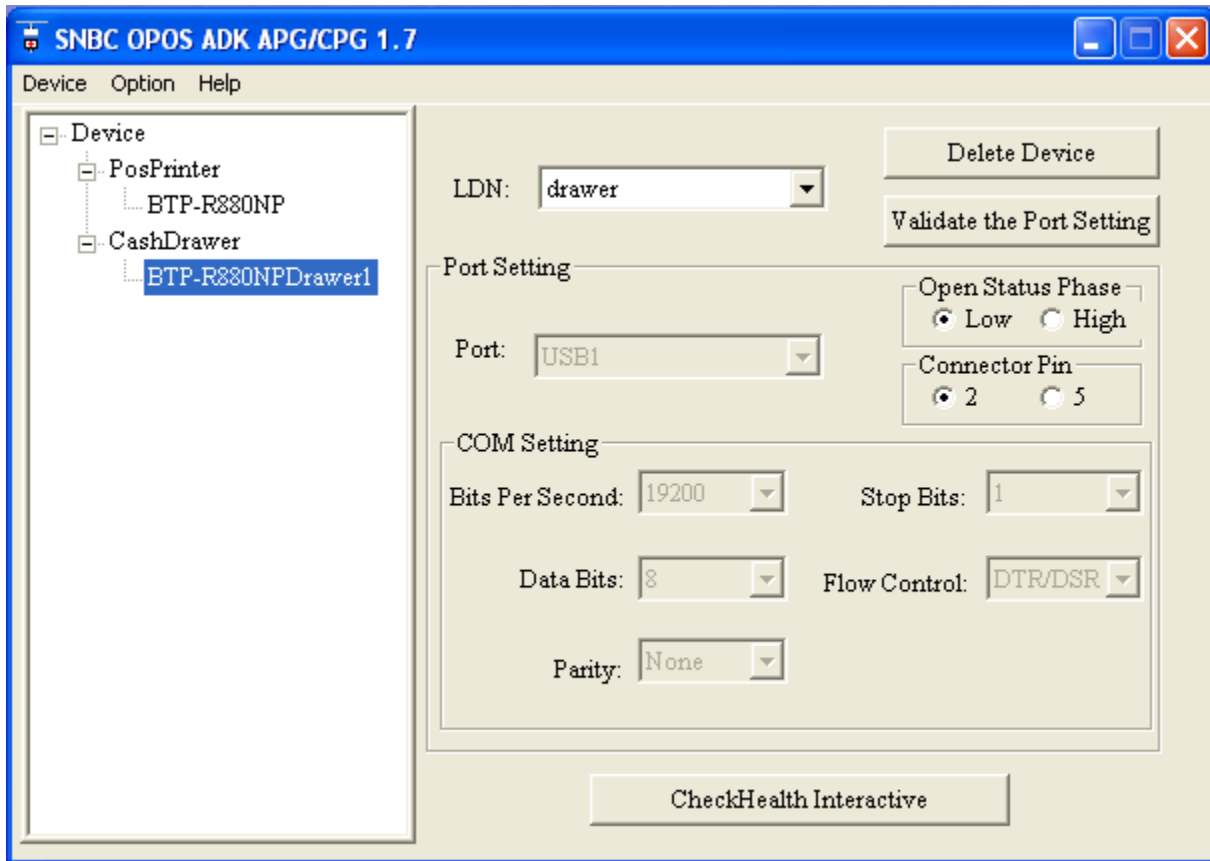 SNBC OPOS ADK APG/CPG 1.7
Device Option Help
Device
PosPrinter
BTP-R880NP
CashDrawer
BTP-R880NPDrawer1
LDN: drawer
Delete Device
Validate the Port Setting
Port Setting
Port: USB1
Open Status Phase
Low High
Connector Pin
2 5
COM Setting
Bits Per Second: 19200 Stop Bits: 1
Data Bits: 8 Flow Control: DTR/DSR
Parity: None
CheckHealth Interactive